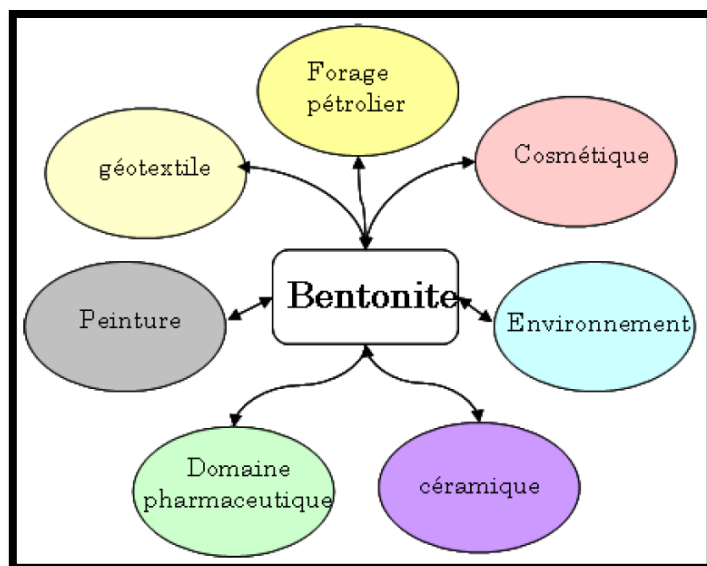 Forage
pétrolier
géotextile
Cosmétique
Bentonite
Peinture
Environnement
Domaine
pharmaceutique
céramique